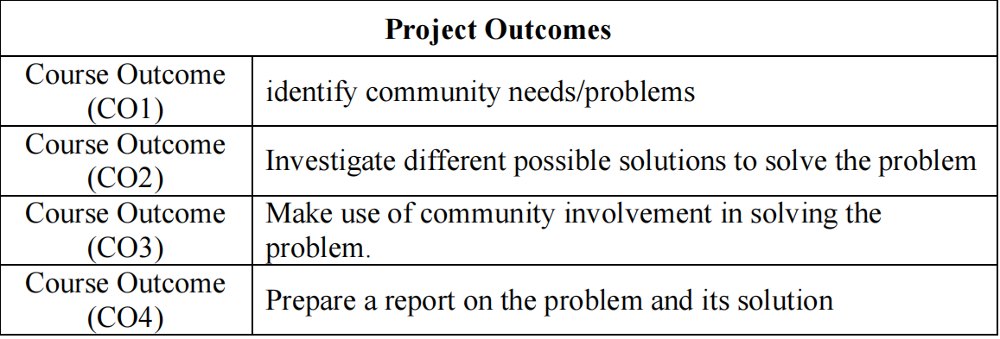 Project Outcomes
Course Outcome
(CO1)
identify community needs/problems
Course Outcome
(CO2)
Investigate different possible solutions to solve the problem
Course Outcome
(CO3)
Make use of community involvement in solving the
problem.
Course Outcome
(CO4)
Prepare a report on the problem and its solution